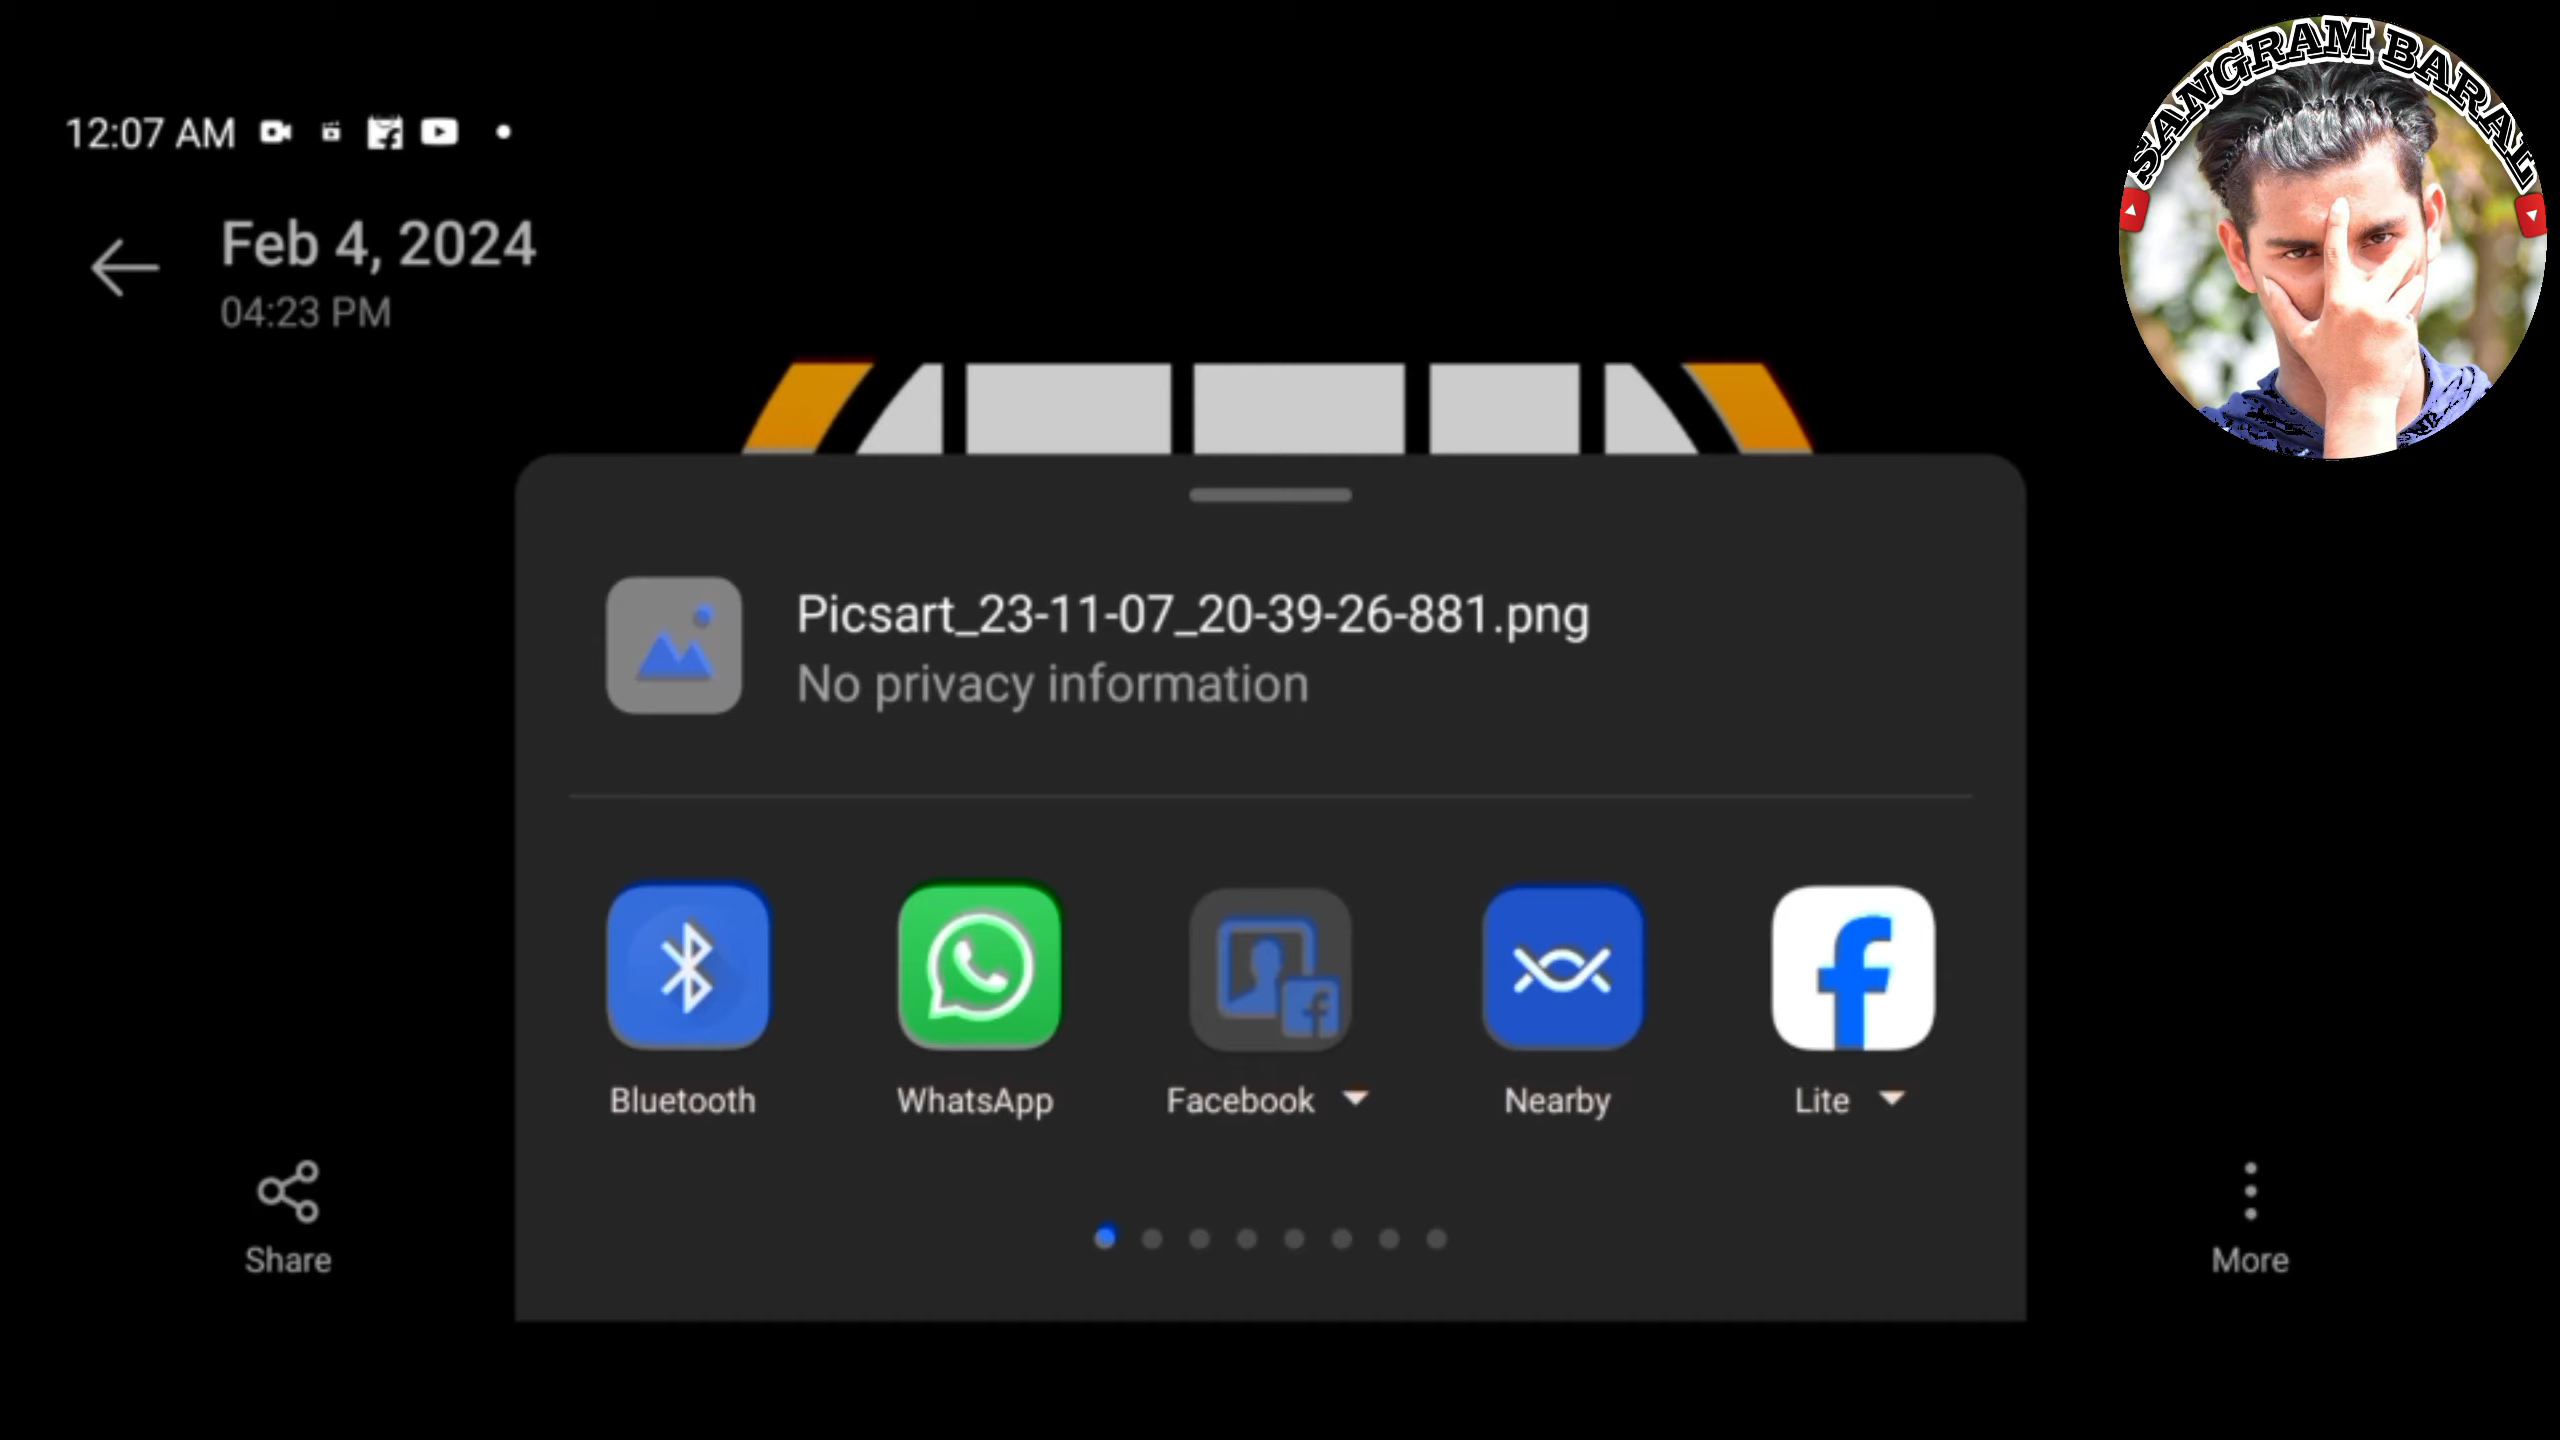 12:07 AM
SANGRAM BARAL
Feb 4, 2024
04:23 PM
Picsart_23-11-07_20-39-26-881.png
No privacy information
Bluetooth
WhatsApp
Facebook
Nearby
Lite
Share
More